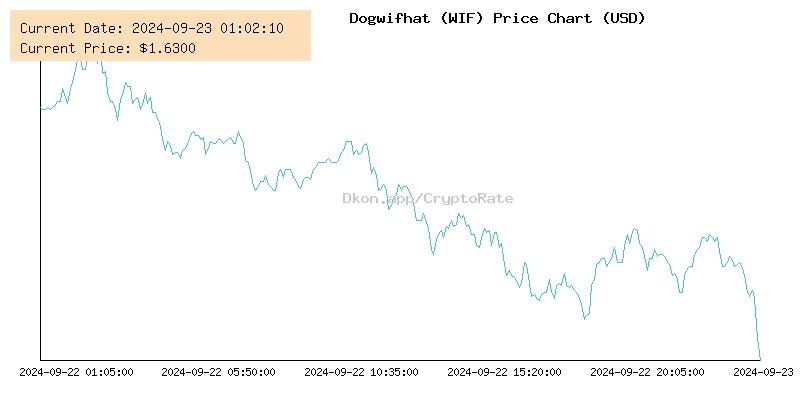 Dogwifhat (WIF) Price Chart (USD)
Current Date: 2024-09-23 01:02:10
Current Price: $1.6300
Dkon.app/CryptoRate
2024-09-22 01:05:00 2024-09-22 05:50:00 2024-09-22 10:35:00 2024-09-22 15:20:00 2024-09-22 20:05:00 2024-09-23